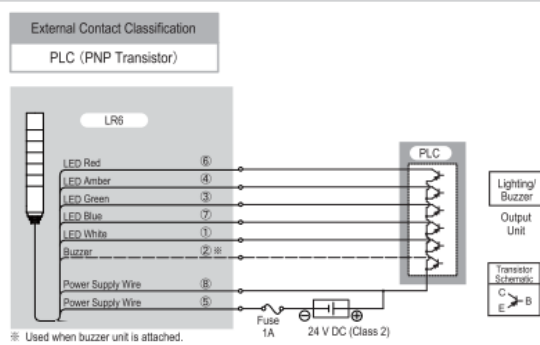 External Contact Classification
PLC (PNP Transistor)
LR6
PLC
LED Red ⑥
LED Amber ④
LED Green ③
LED Blue ⑦
LED White ①
Buzzer ②※
Power Supply Wire ⑧
Power Supply Wire ⑤
Fuse
1A
⊖ ⊕
24 V DC (Class 2)
※ Used when buzzer unit is attached.
Lighting/
Buzzer
Output
Unit
Transistor
Schematic
C
B
E